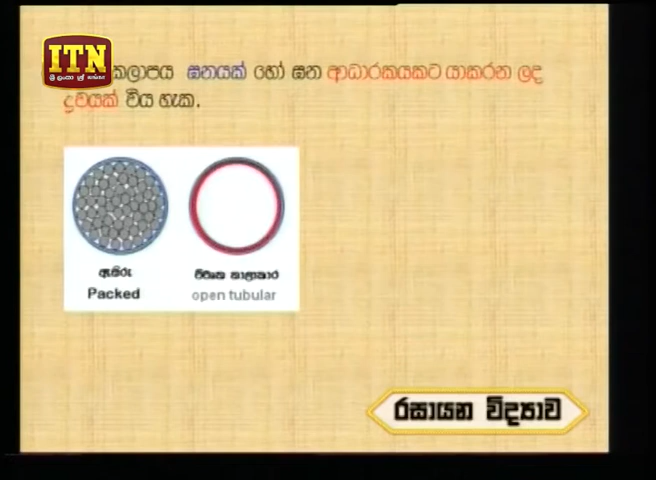 ITN
ශ්‍රී ලංකා ශ්‍රී සංසාර
කලාපය ඝනයක් හෝ ඝන ආධාරකයකට යාකරන ලද
ද්‍රවයක් විය හැක.
ඇසිරූ
විවෘත නාළාකාර
Packed
open tubular
රසායන විද්‍යාව